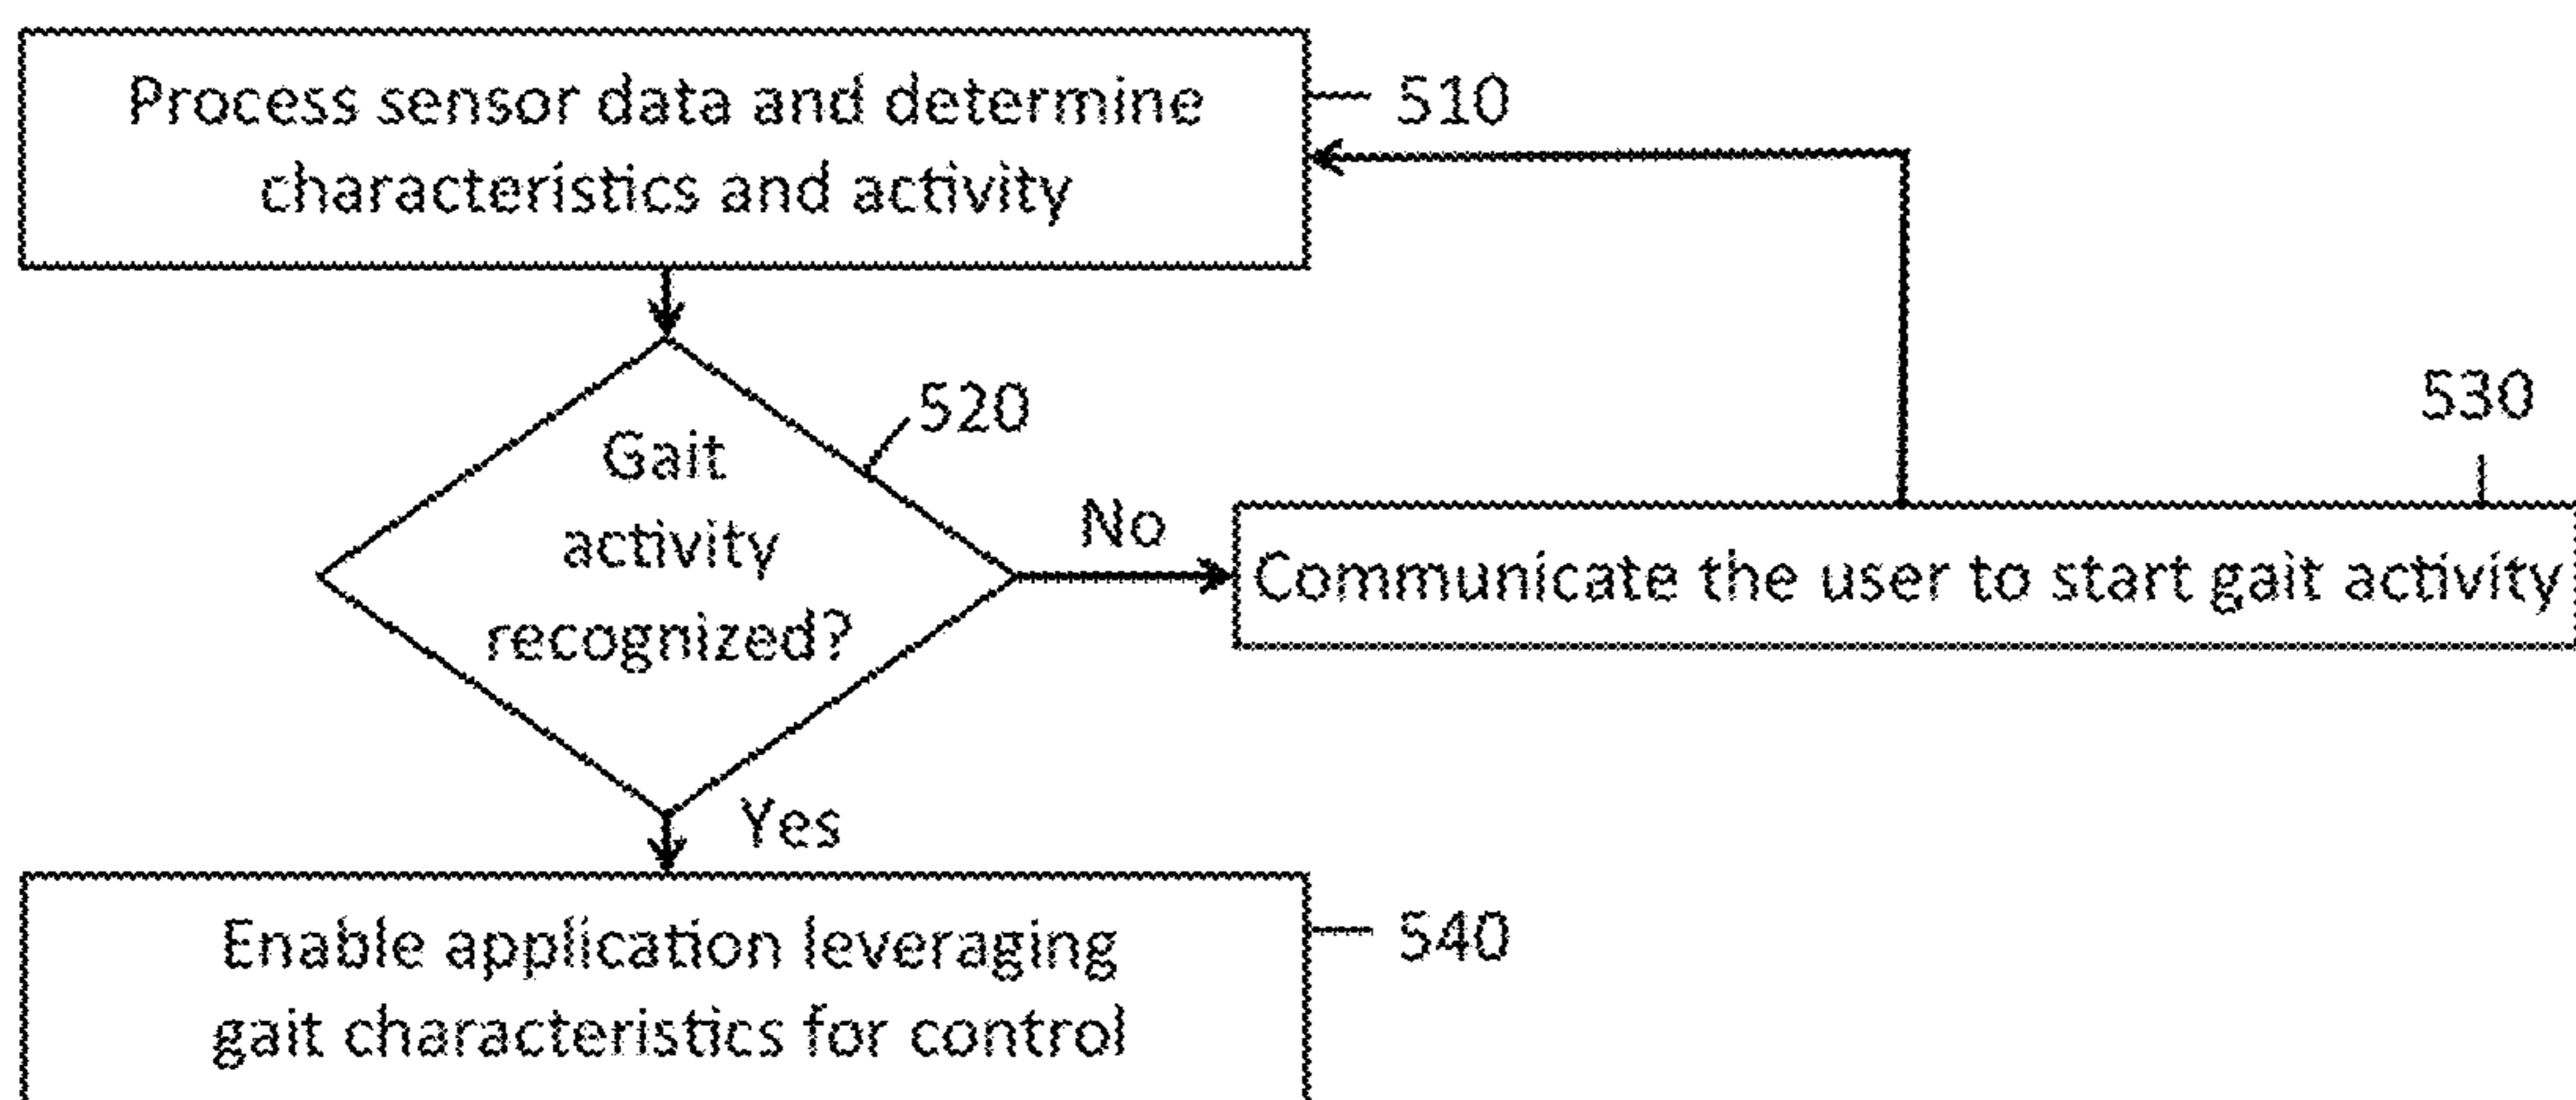 Process sensor data and determine
characteristics and activity
510
520
Gait
activity
recognized?
No
530
Communicate the user to start gait activity
Yes
Enable application leveraging
gait characteristics for control
540